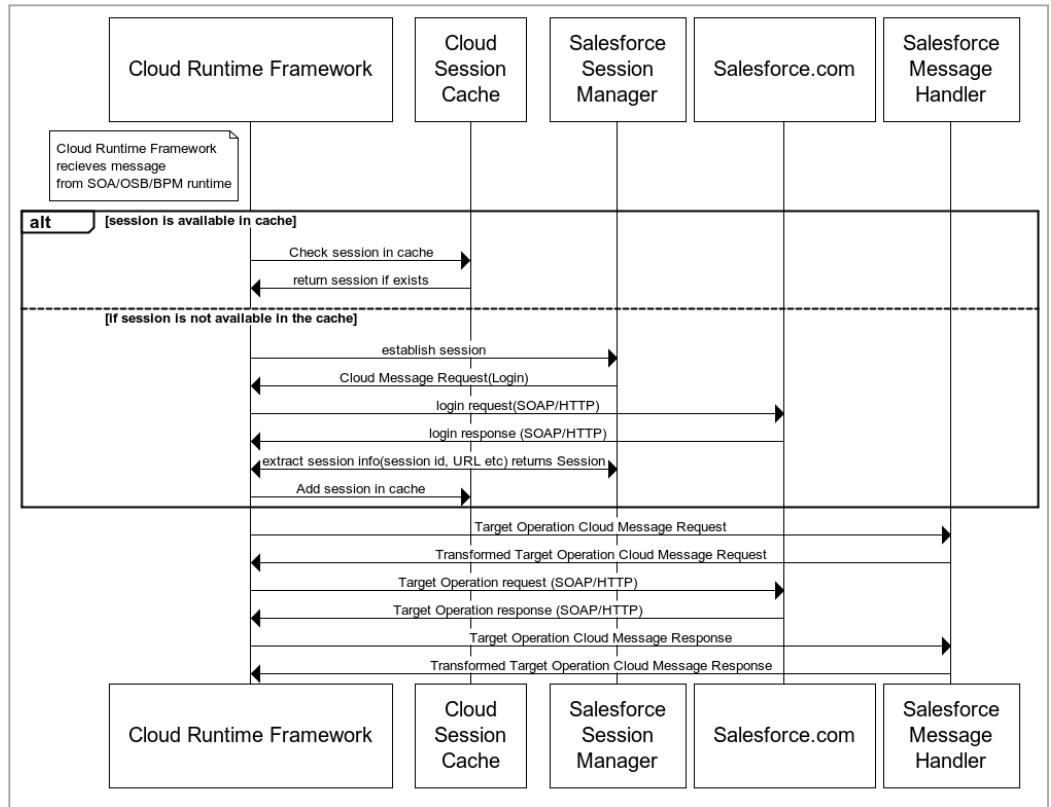 Cloud Runtime Framework
Cloud
Session
Cache
Salesforce
Session
Manager
Salesforce.com
Salesforce
Message
Handler
Cloud Runtime Framework
recieves message
from SOA/OSB/BPM runtime
alt
[session is available in cache]
Check session in cache
return session if exists
[if session is not available in the cache]
establish session
Cloud Message Request(Login)
login request(SOAP/HTTP)
login response (SOAP/HTTP)
extract session info(session id, URL etc) returns Session
Add session in cache
Target Operation Cloud Message Request
Transformed Target Operation Cloud Message Request
Target Operation request (SOAP/HTTP)
Target Operation response (SOAP/HTTP)
Target Operation Cloud Message Response
Transformed Target Operation Cloud Message Response
Cloud Runtime Framework
Cloud
Session
Cache
Salesforce
Session
Manager
Salesforce.com
Salesforce
Message
Handler